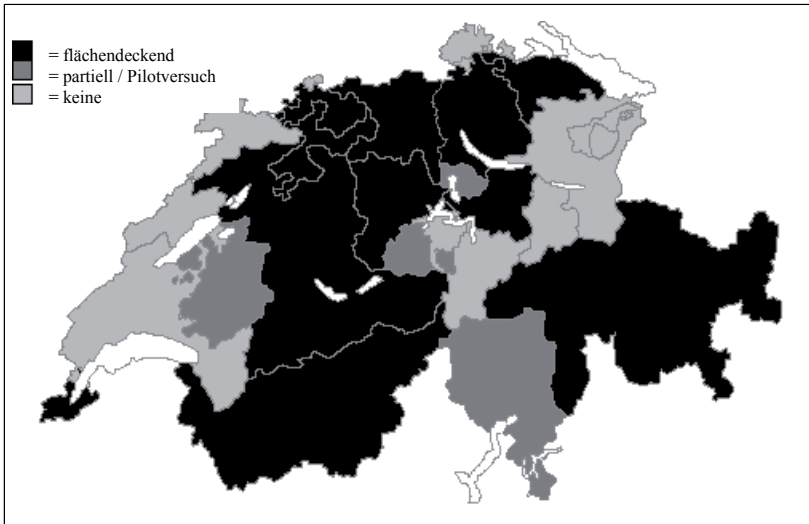 = flächendeckend
= partiell / Pilotversuch
= keine